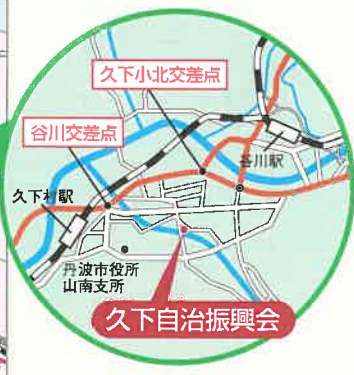 久下小北交差点
谷川交差点
谷川駅
久下村駅
丹波市役所
山南支所
久下自治振興会